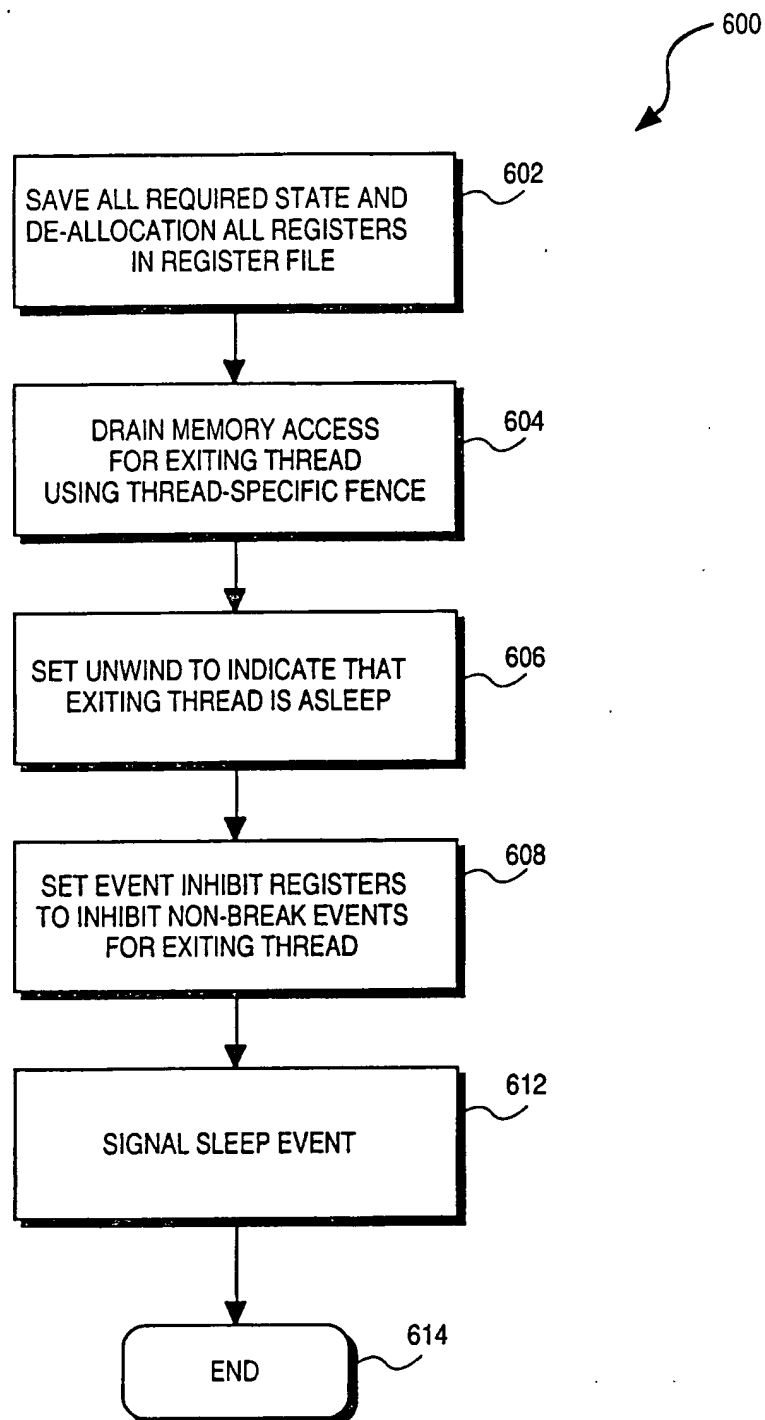 600
602
SAVE ALL REQUIRED STATE AND
DE-ALLOCATION ALL REGISTERS
IN REGISTER FILE
604
DRAIN MEMORY ACCESS
FOR EXITING THREAD
USING THREAD-SPECIFIC FENCE
606
SET UNWIND TO INDICATE THAT
EXITING THREAD IS ASLEEP
608
SET EVENT INHIBIT REGISTERS
TO INHIBIT NON-BREAK EVENTS
FOR EXITING THREAD
612
SIGNAL SLEEP EVENT
614
END